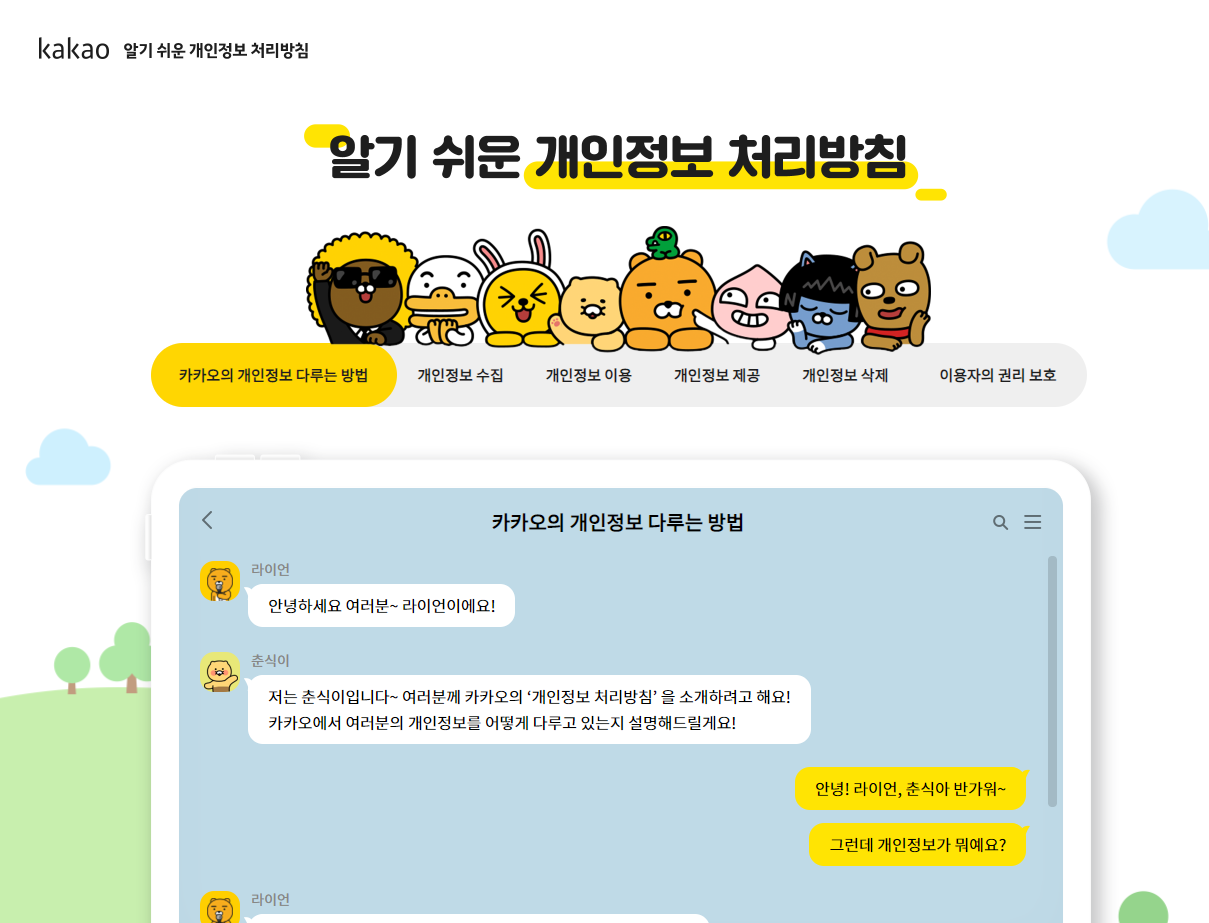 kakao 알기 쉬운 개인정보 처리방침
알기 쉬운 개인정보 처리방침
카카오의 개인정보 다루는 방법 개인정보 수집 개인정보 이용 개인정보 제공 개인정보 삭제 이용자의 권리 보호
카카오의 개인정보 다루는 방법
라이언
안녕하세요 여러분~ 라이언이에요!
춘식이
저는 춘식이입니다~ 여러분께 카카오의 ‘개인정보 처리방침’ 을 소개하려고 해요!
카카오에서 여러분의 개인정보를 어떻게 다루고 있는지 설명해드릴게요!
안녕! 라이언, 춘식아 반가워~
그런데 개인정보가 뭐예요?
라이언